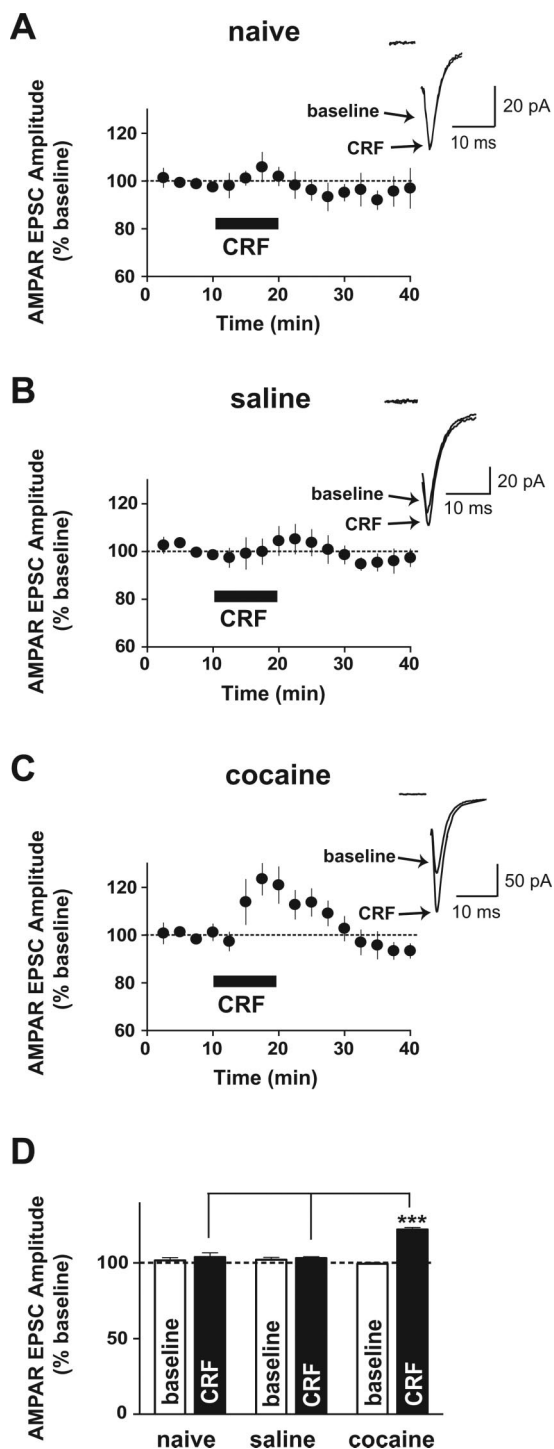 A
naive
AMPAR EPSC Amplitude
(% baseline)
120
100
80
60
0
10
20
30
40
Time (min)
CRF
baseline
CRF
20 pA
10 ms
B
saline
AMPAR EPSC Amplitude
(% baseline)
120
100
80
60
0
10
20
30
40
Time (min)
CRF
baseline
CRF
20 pA
10 ms
C
cocaine
AMPAR EPSC Amplitude
(% baseline)
120
100
80
60
0
10
20
30
40
Time (min)
CRF
baseline
CRF
50 pA
10 ms
D
AMPAR EPSC Amplitude
(% baseline)
100
50
0
***
baseline
CRF
baseline
CRF
baseline
CRF
naive
saline
cocaine